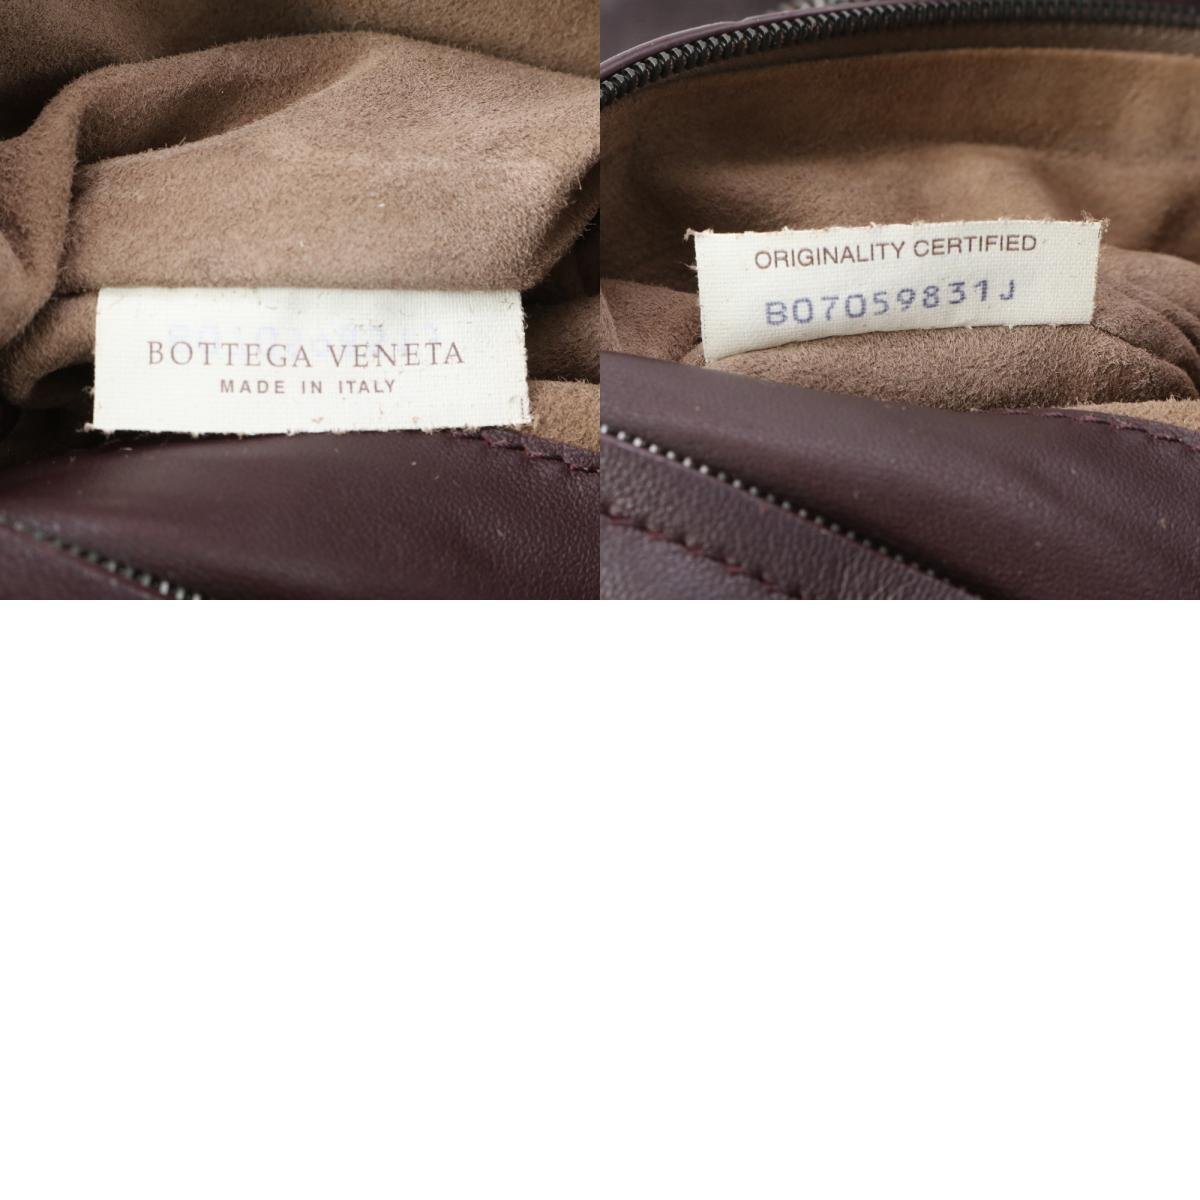 BOTTEGA VENETA
MADE IN ITALY
ORIGINALITY CERTIFIED
B07059831J